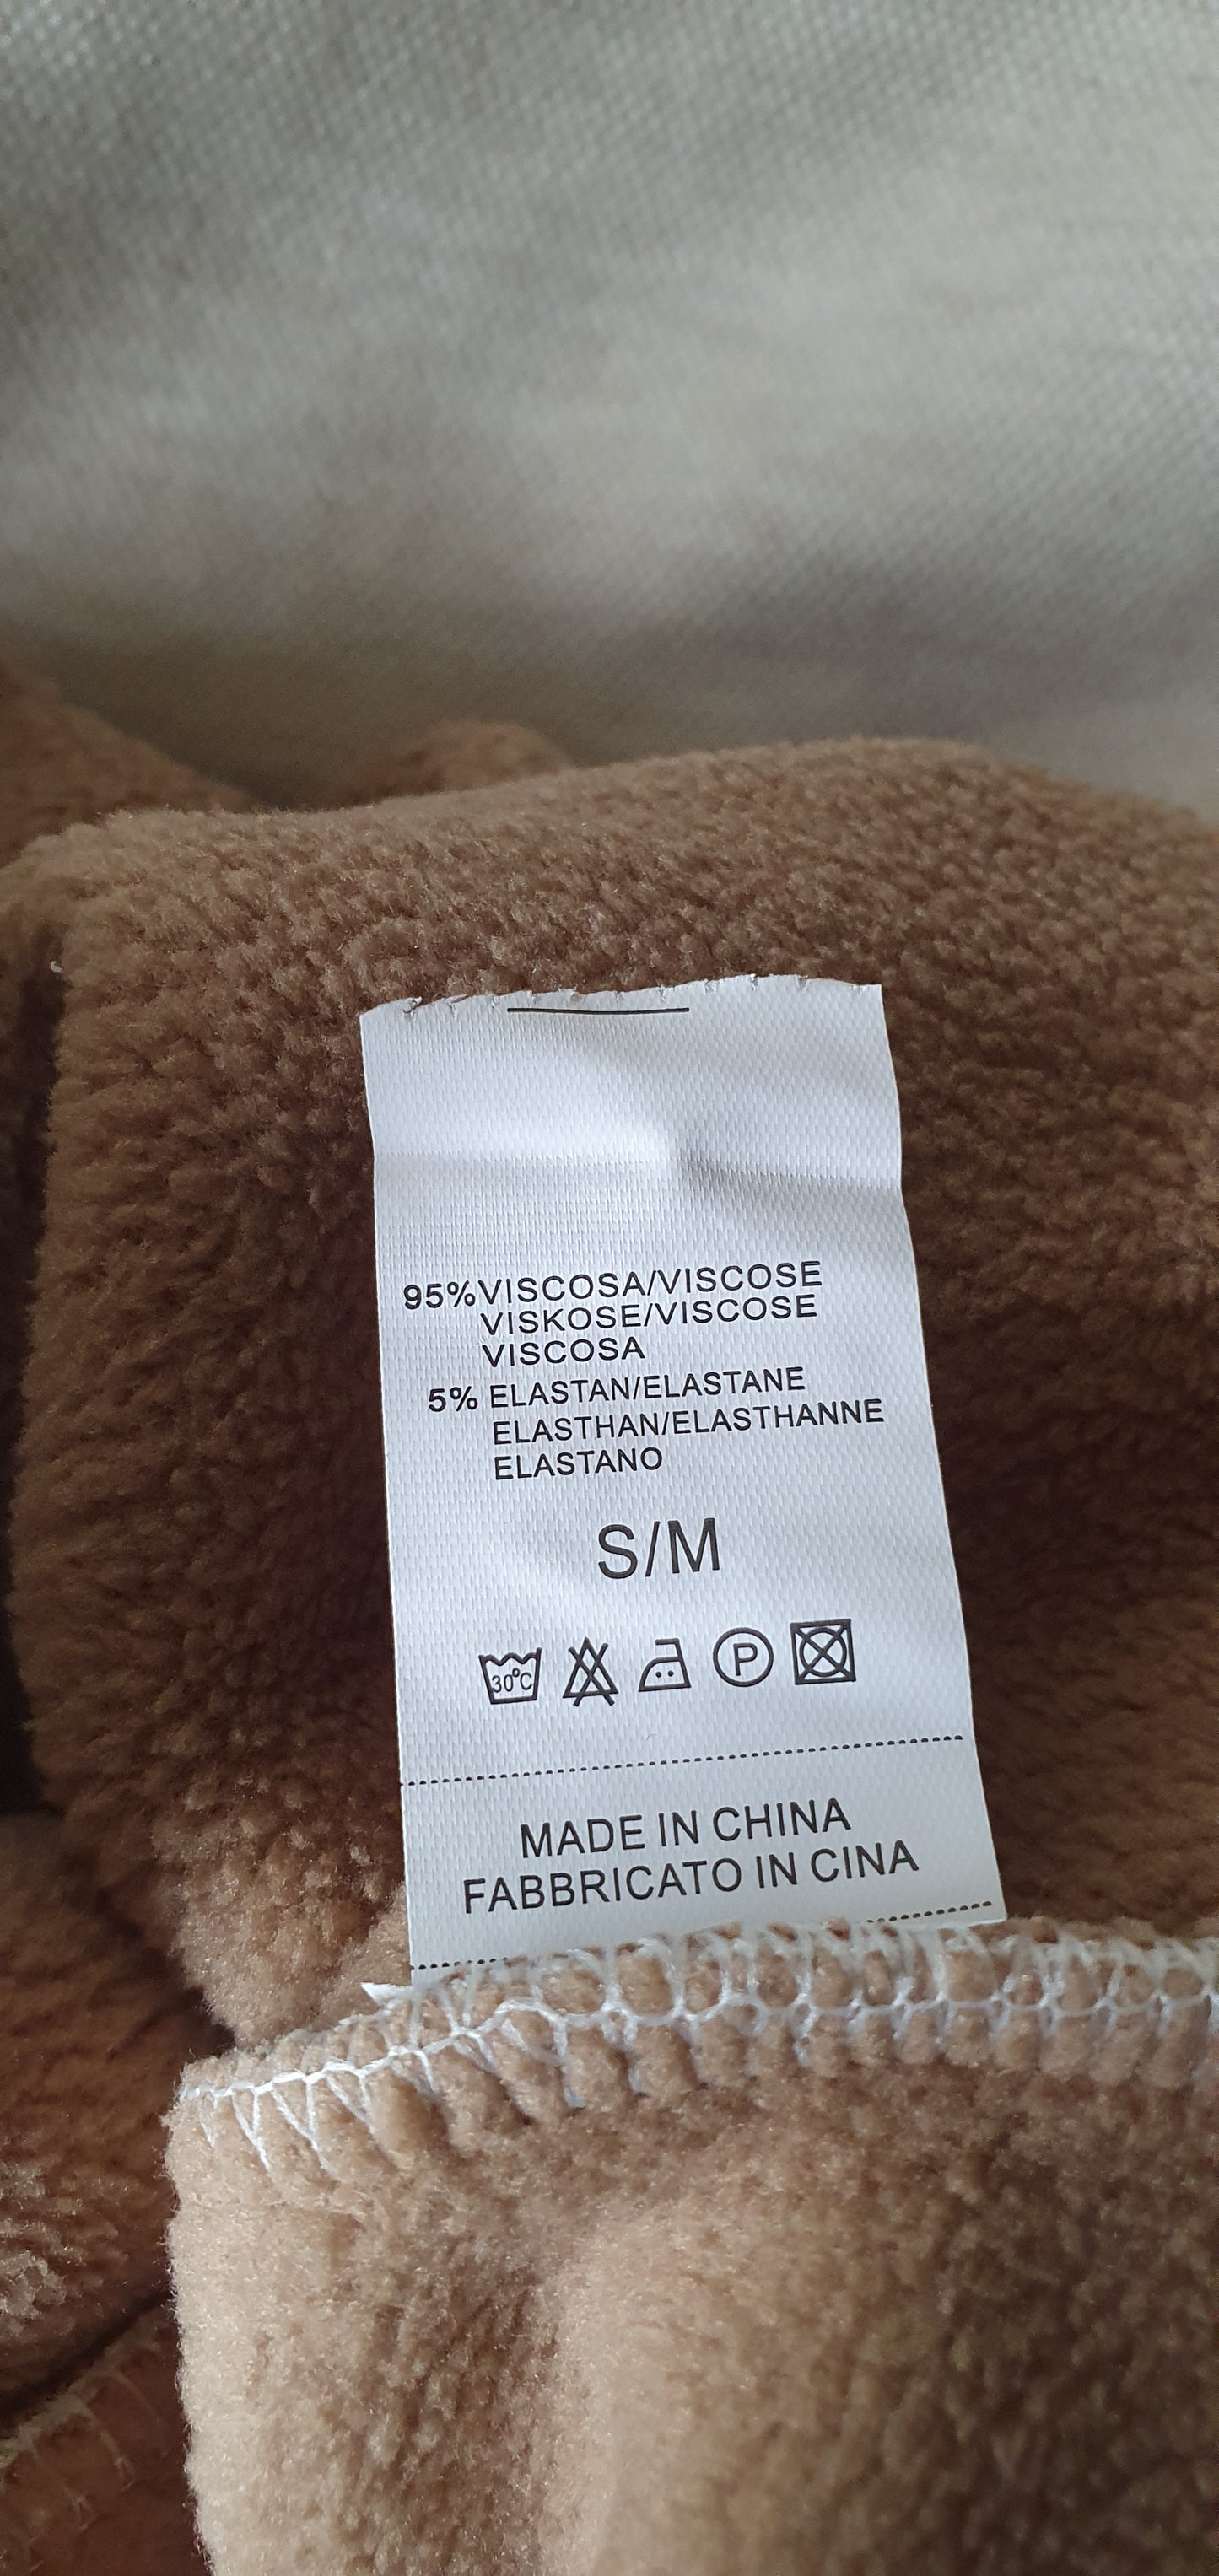 95% VISCOSA/VISCOSE
VISKOSE/VISCOSE
VISCOSA
5% ELASTAN/ELASTANE
ELASTHAN/ELASTHANNE
ELASTANO
S/M
30°C P
MADE IN CHINA
FABBRICATO IN CINA